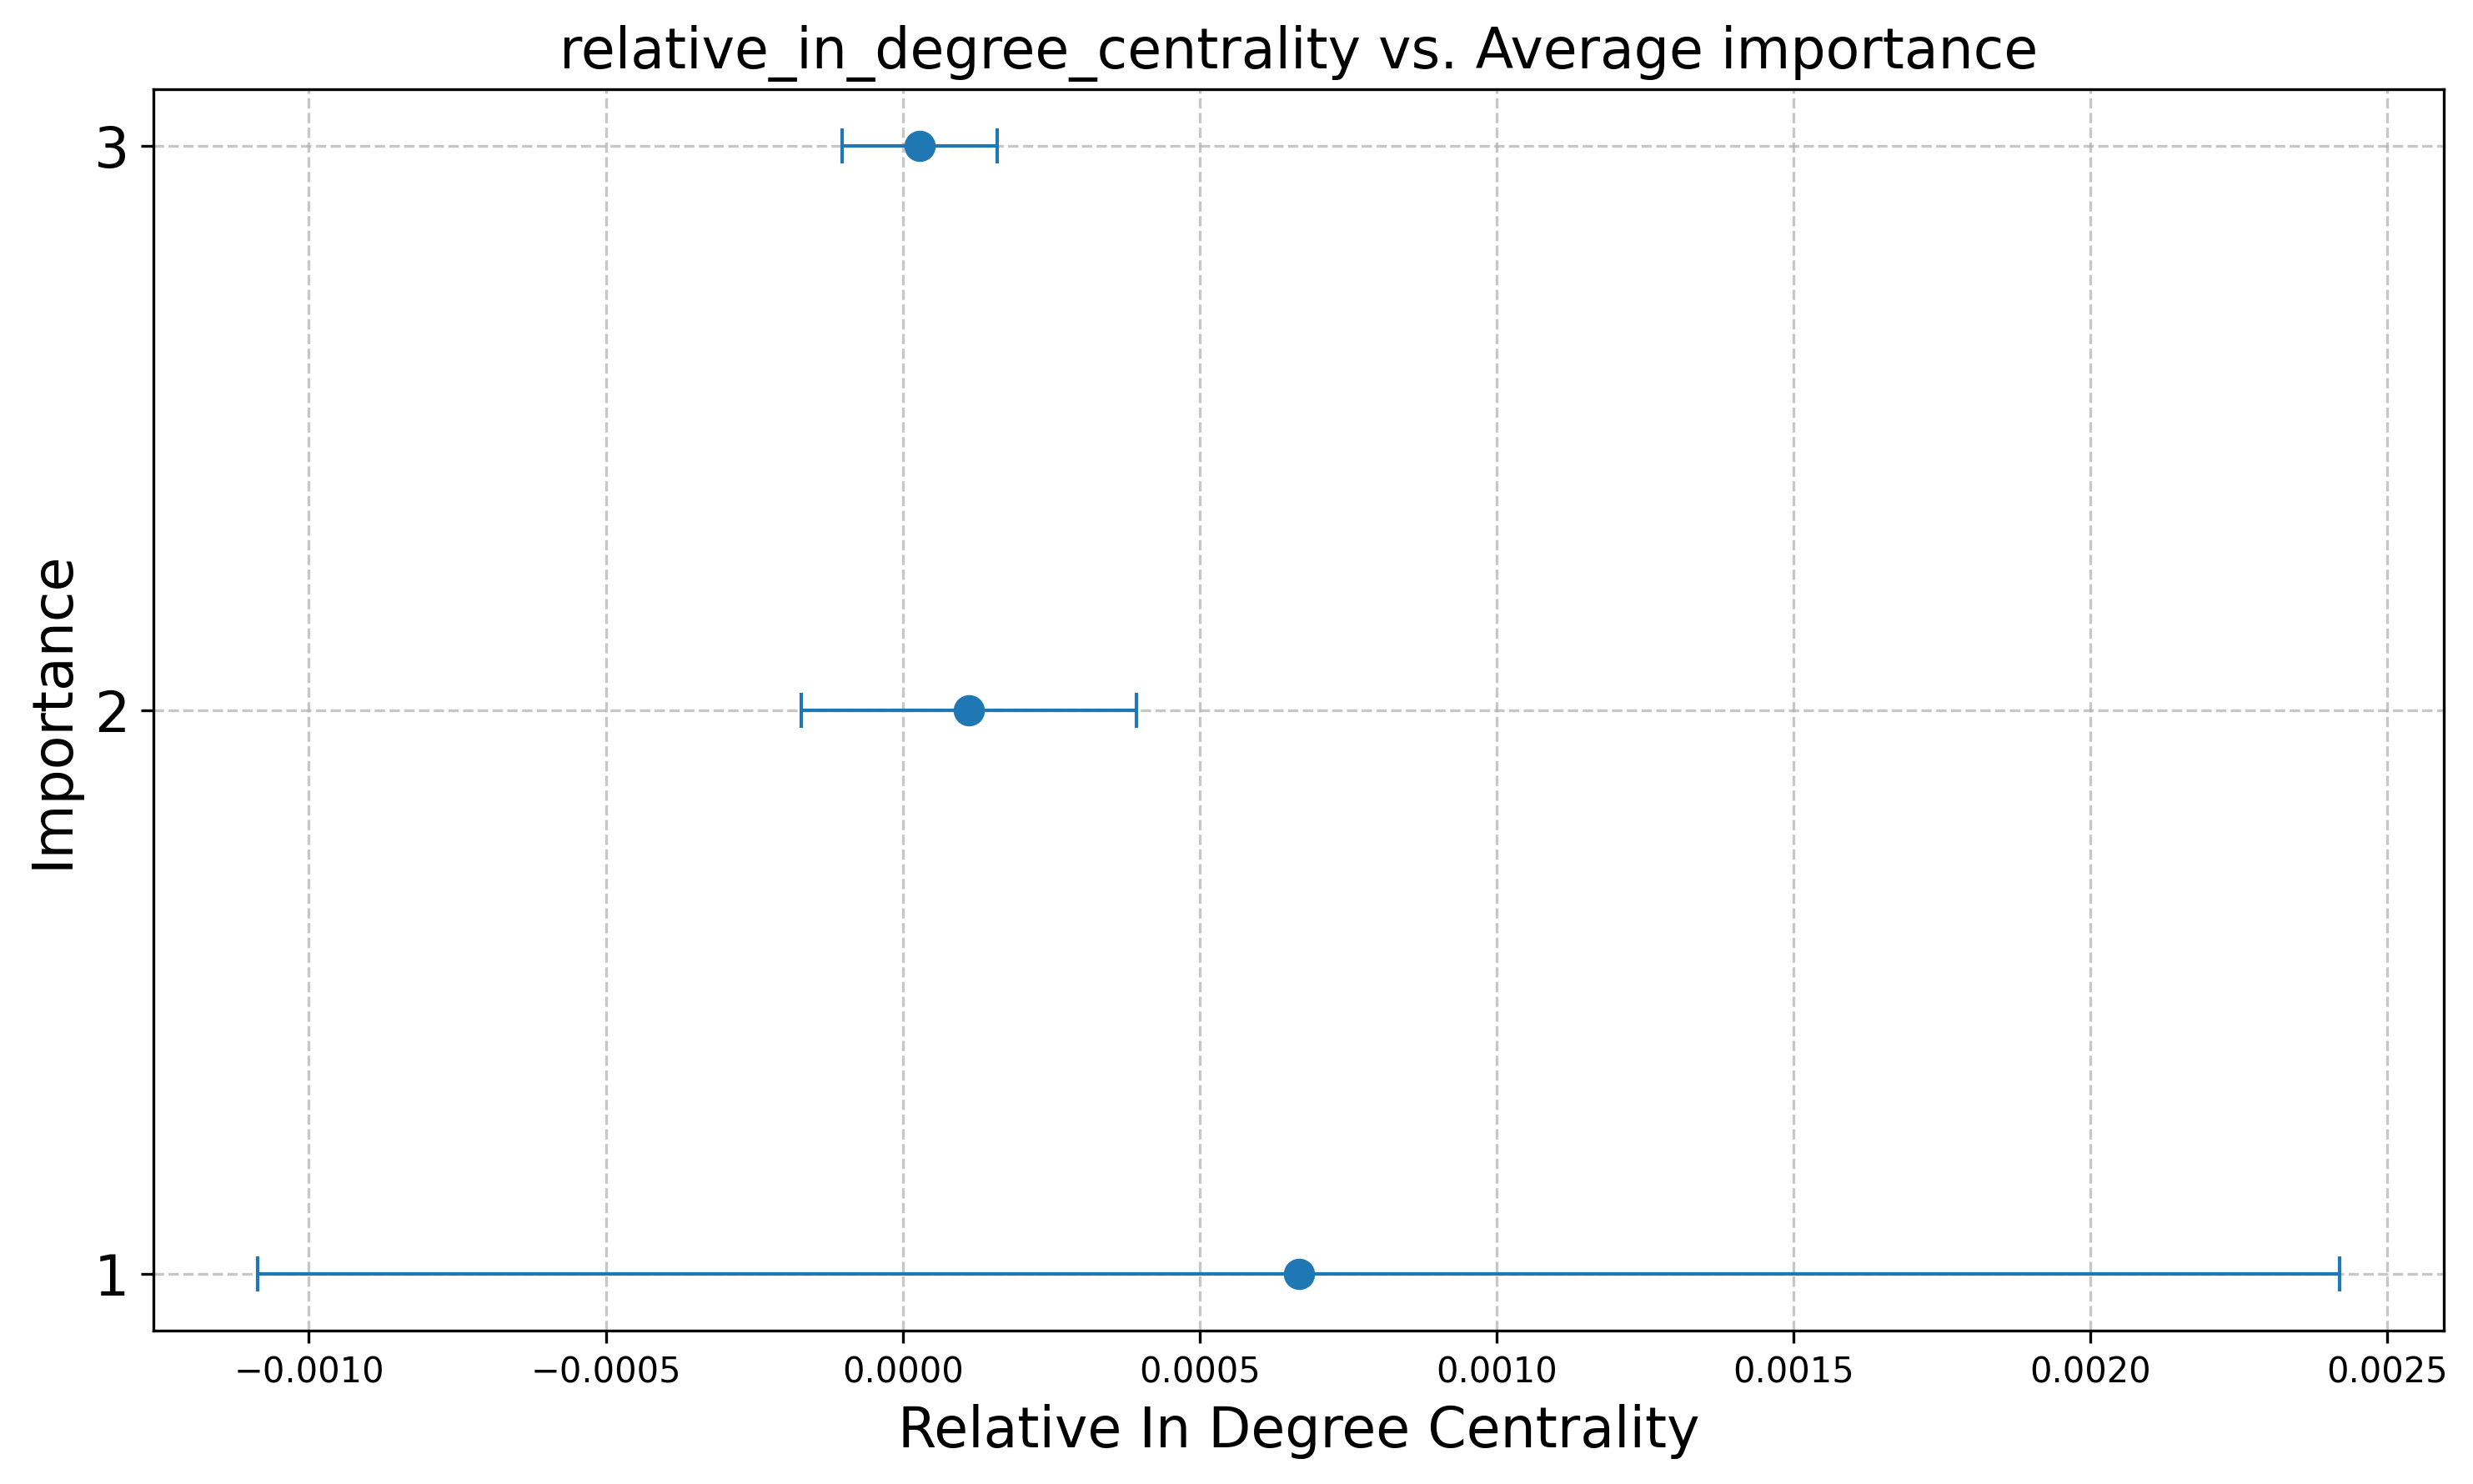 relative_in_degree_centrality vs. Average importance
3
2
1
Importance
−0.0010 −0.0005 0.0000 0.0005 0.0010 0.0015 0.0020 0.0025
Relative In Degree Centrality